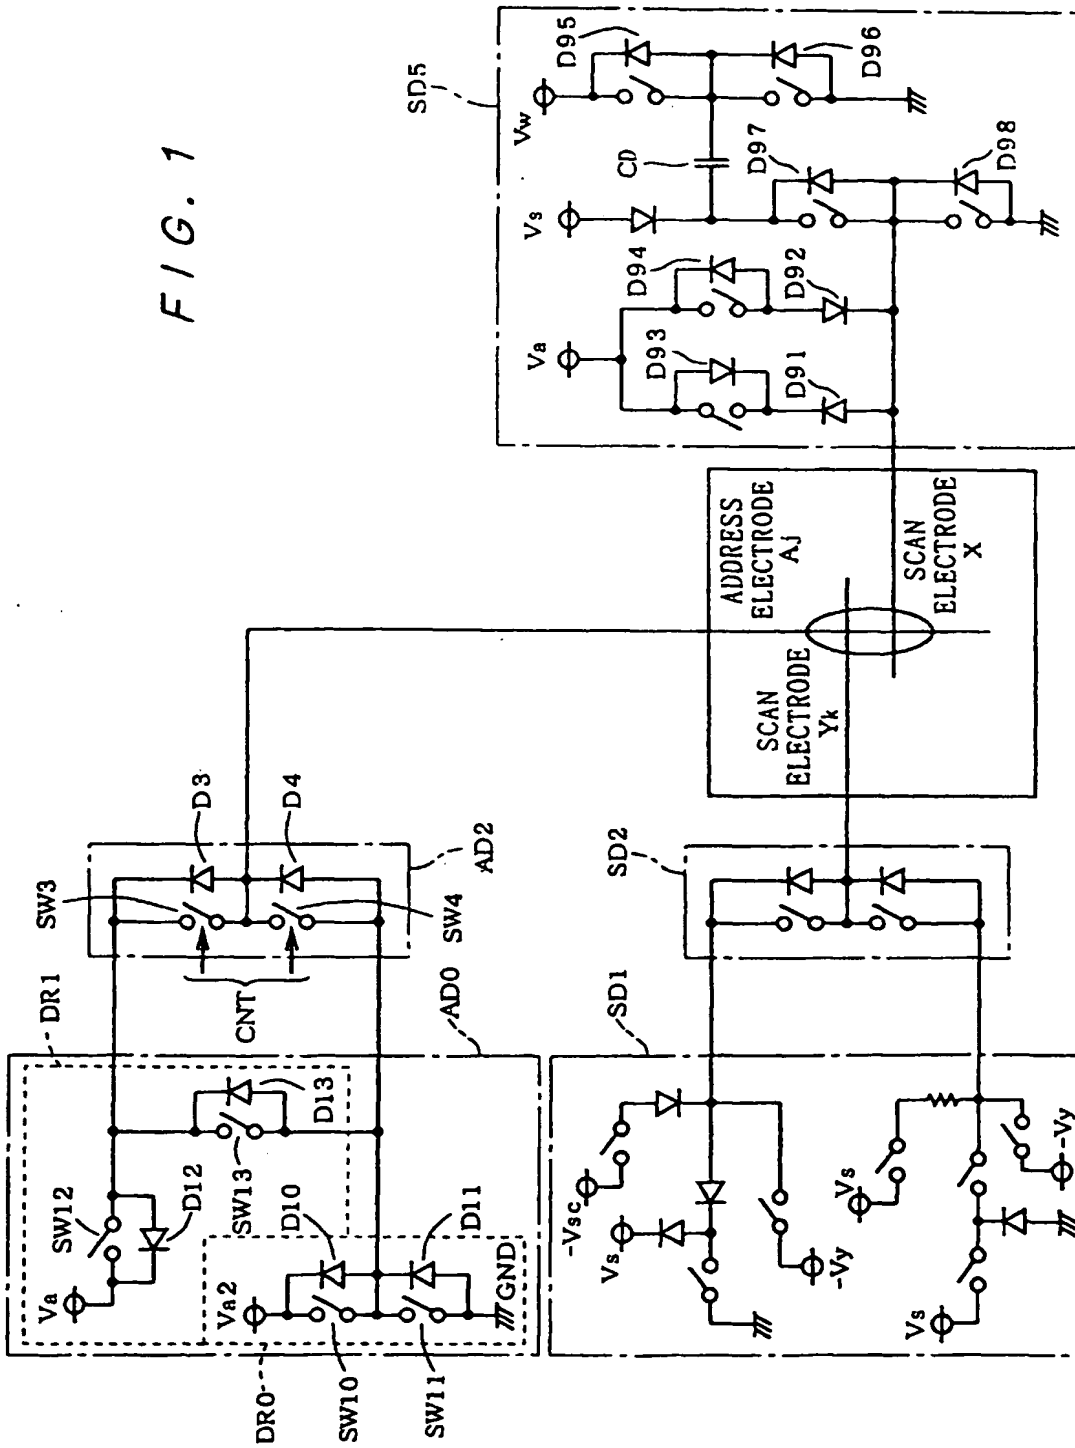 FIG. 1
DR1
SW12
Va
D12
SW13
D13
D10
Va2
D11
GND
DR0
SW10
SW11
AD0
SW3
D3
D4
SW4
CNT
AD2
SD1
-Vsc
Vs
-Vy
Vs
-Vy
Vs
SD2
ADDRESS
ELECTRODE
Aj
SCAN
ELECTRODE
Yk
SCAN
ELECTRODE
X
SD5
Va
D93
D94
D91
D92
Vs
CD
D97
D98
Vw
D95
D96